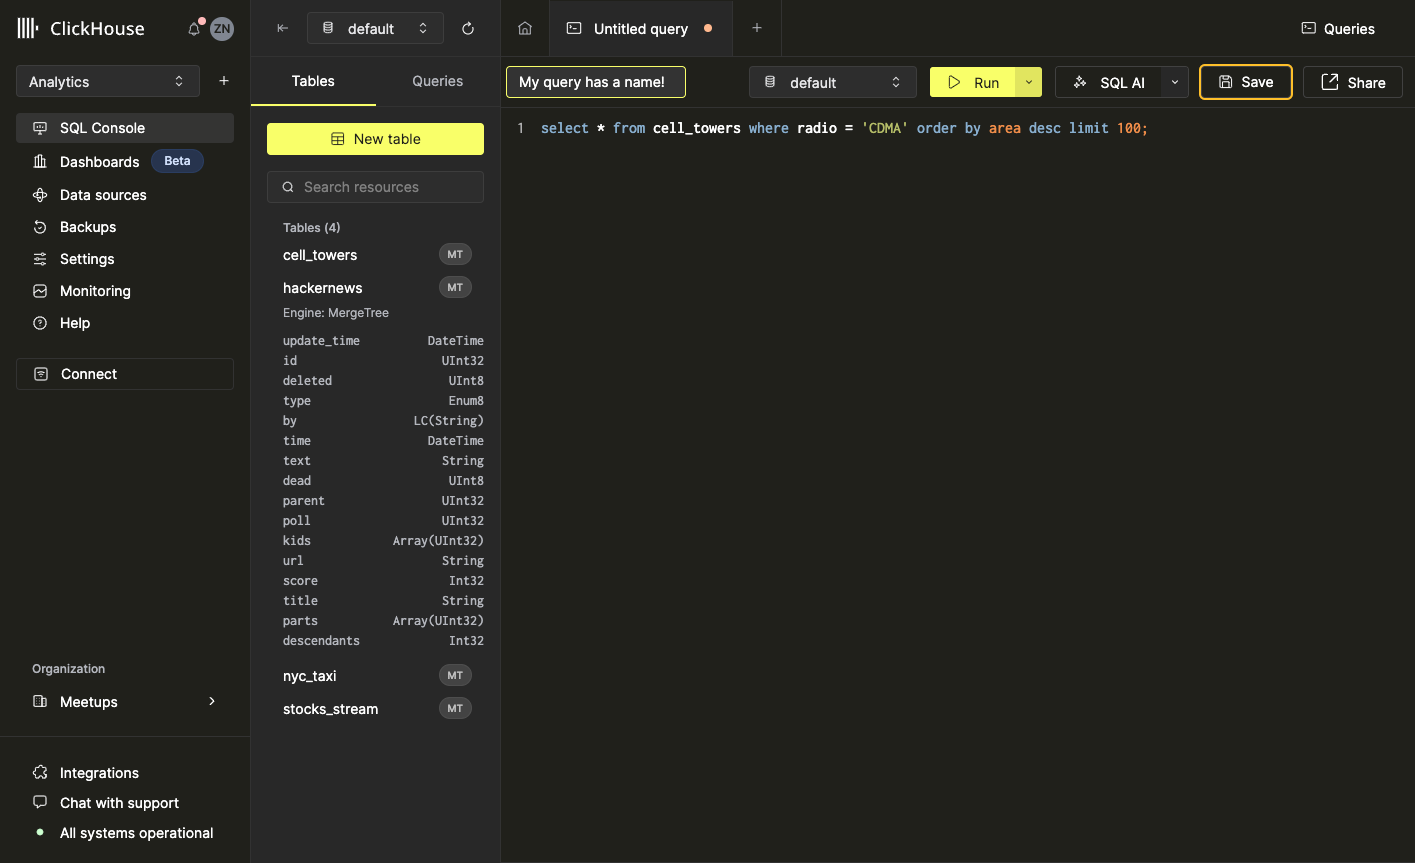 ClickHouse
ZN
Analytics
SQL Console
Dashboards Beta
Data sources
Backups
Settings
Monitoring
Help
Connect
Organization
Meetups
Integrations
Chat with support
All systems operational
default
Tables Queries
New table
Search resources
Tables (4)
cell_towers MT
hackernews MT
Engine: MergeTree
update_time DateTime
id UInt32
deleted UInt8
type Enum8
by LC(String)
time DateTime
text String
dead UInt8
parent UInt32
poll UInt32
kids Array(UInt32)
url String
score Int32
title String
parts Array(UInt32)
descendants Int32
nyc_taxi MT
stocks_stream MT
Untitled query
Queries
My query has a name! default Run SQL AI Save Share
1 select * from cell_towers where radio = 'CDMA' order by area desc limit 100;